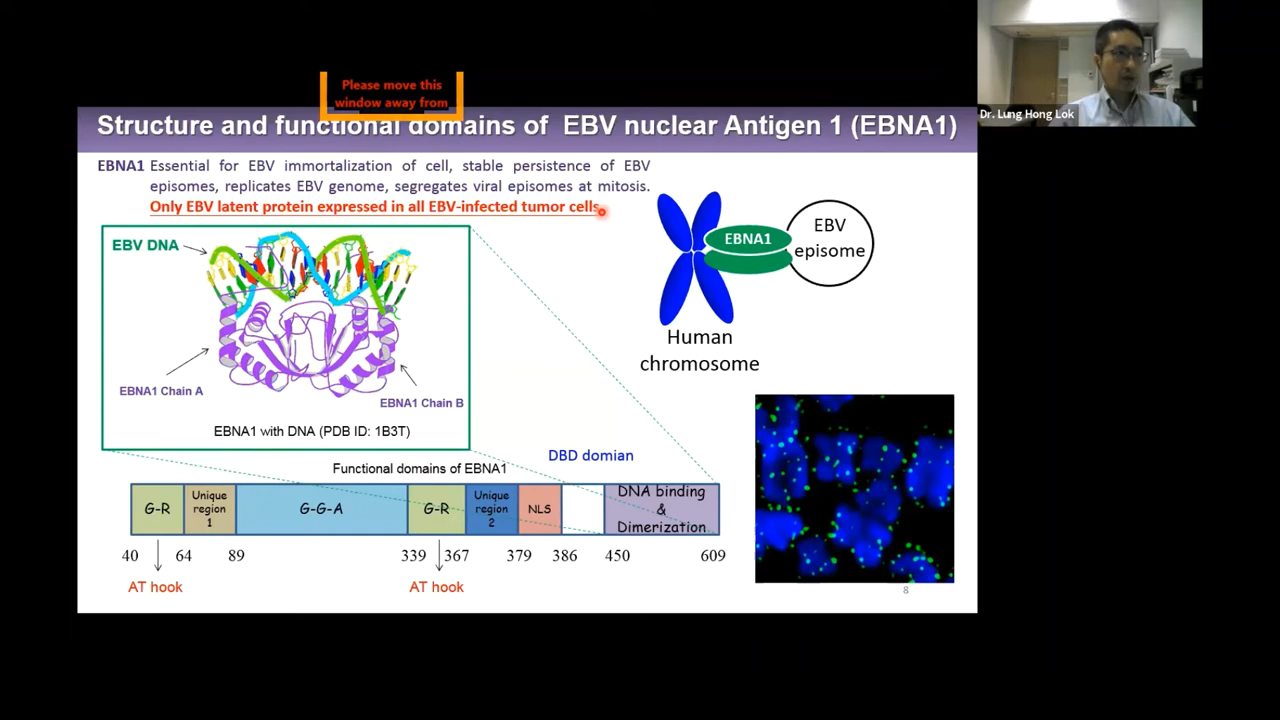 Please move this
window away from
Dr. Lung Hong Lok
Structure and functional domains of EBV nuclear Antigen 1 (EBNA1)
EBNA1 Essential for EBV immortalization of cell, stable persistence of EBV
episomes, replicates EBV genome, segregates viral episomes at mitosis.
Only EBV latent protein expressed in all EBV-infected tumor cells.
EBV DNA
EBNA1 Chain A
EBNA1 Chain B
EBNA1 with DNA (PDB ID: 1B3T)
EBNA1
EBV
episome
Human
chromosome
DBD domian
Functional domains of EBNA1
G-R
Unique
region
1
G-G-A
G-R
Unique
region
2
NLS
DNA binding
&
Dimerization
40 64 89 339 367 379 386 450 609
AT hook AT hook
8